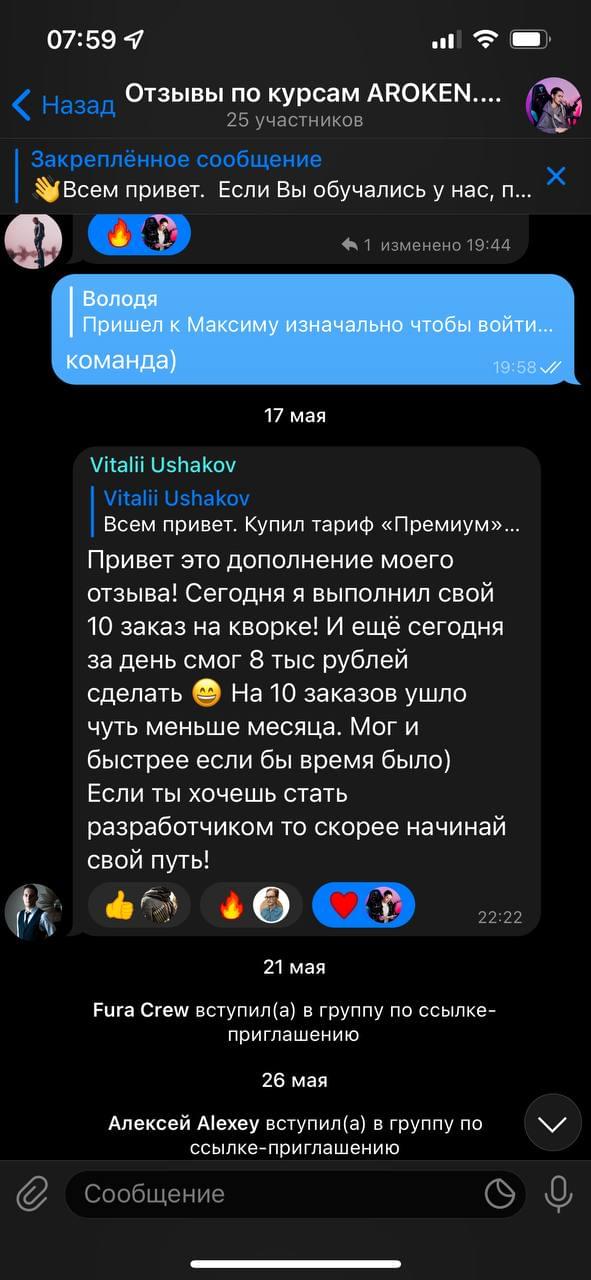 07:59
Назад
Отзывы по курсам AROKEN....
25 участников
Закреплённое сообщение
👋Всем привет. Если Вы обучались у нас, п...
🔥
1 изменено 19:44
Володя
Пришел к Максиму изначально чтобы войти...
команда)
19:58
17 мая
Vitalii Ushakov
Vitalii Ushakov
Всем привет. Купил тариф «Премиум»...
Привет это дополнение моего
отзыва! Сегодня я выполнил свой
10 заказ на кворке! И ещё сегодня
за день смог 8 тыс рублей
сделать 😄 На 10 заказов ушло
чуть меньше месяца. Мог и
быстрее если бы время было)
Если ты хочешь стать
разработчиком то скорее начинай
свой путь!
👍 🔥 ❤️
22:22
21 мая
Fura Crew вступил(а) в группу по ссылке-
приглашению
26 мая
Алексей Alexey вступил(а) в группу по
ссылке-приглашению
Сообщение